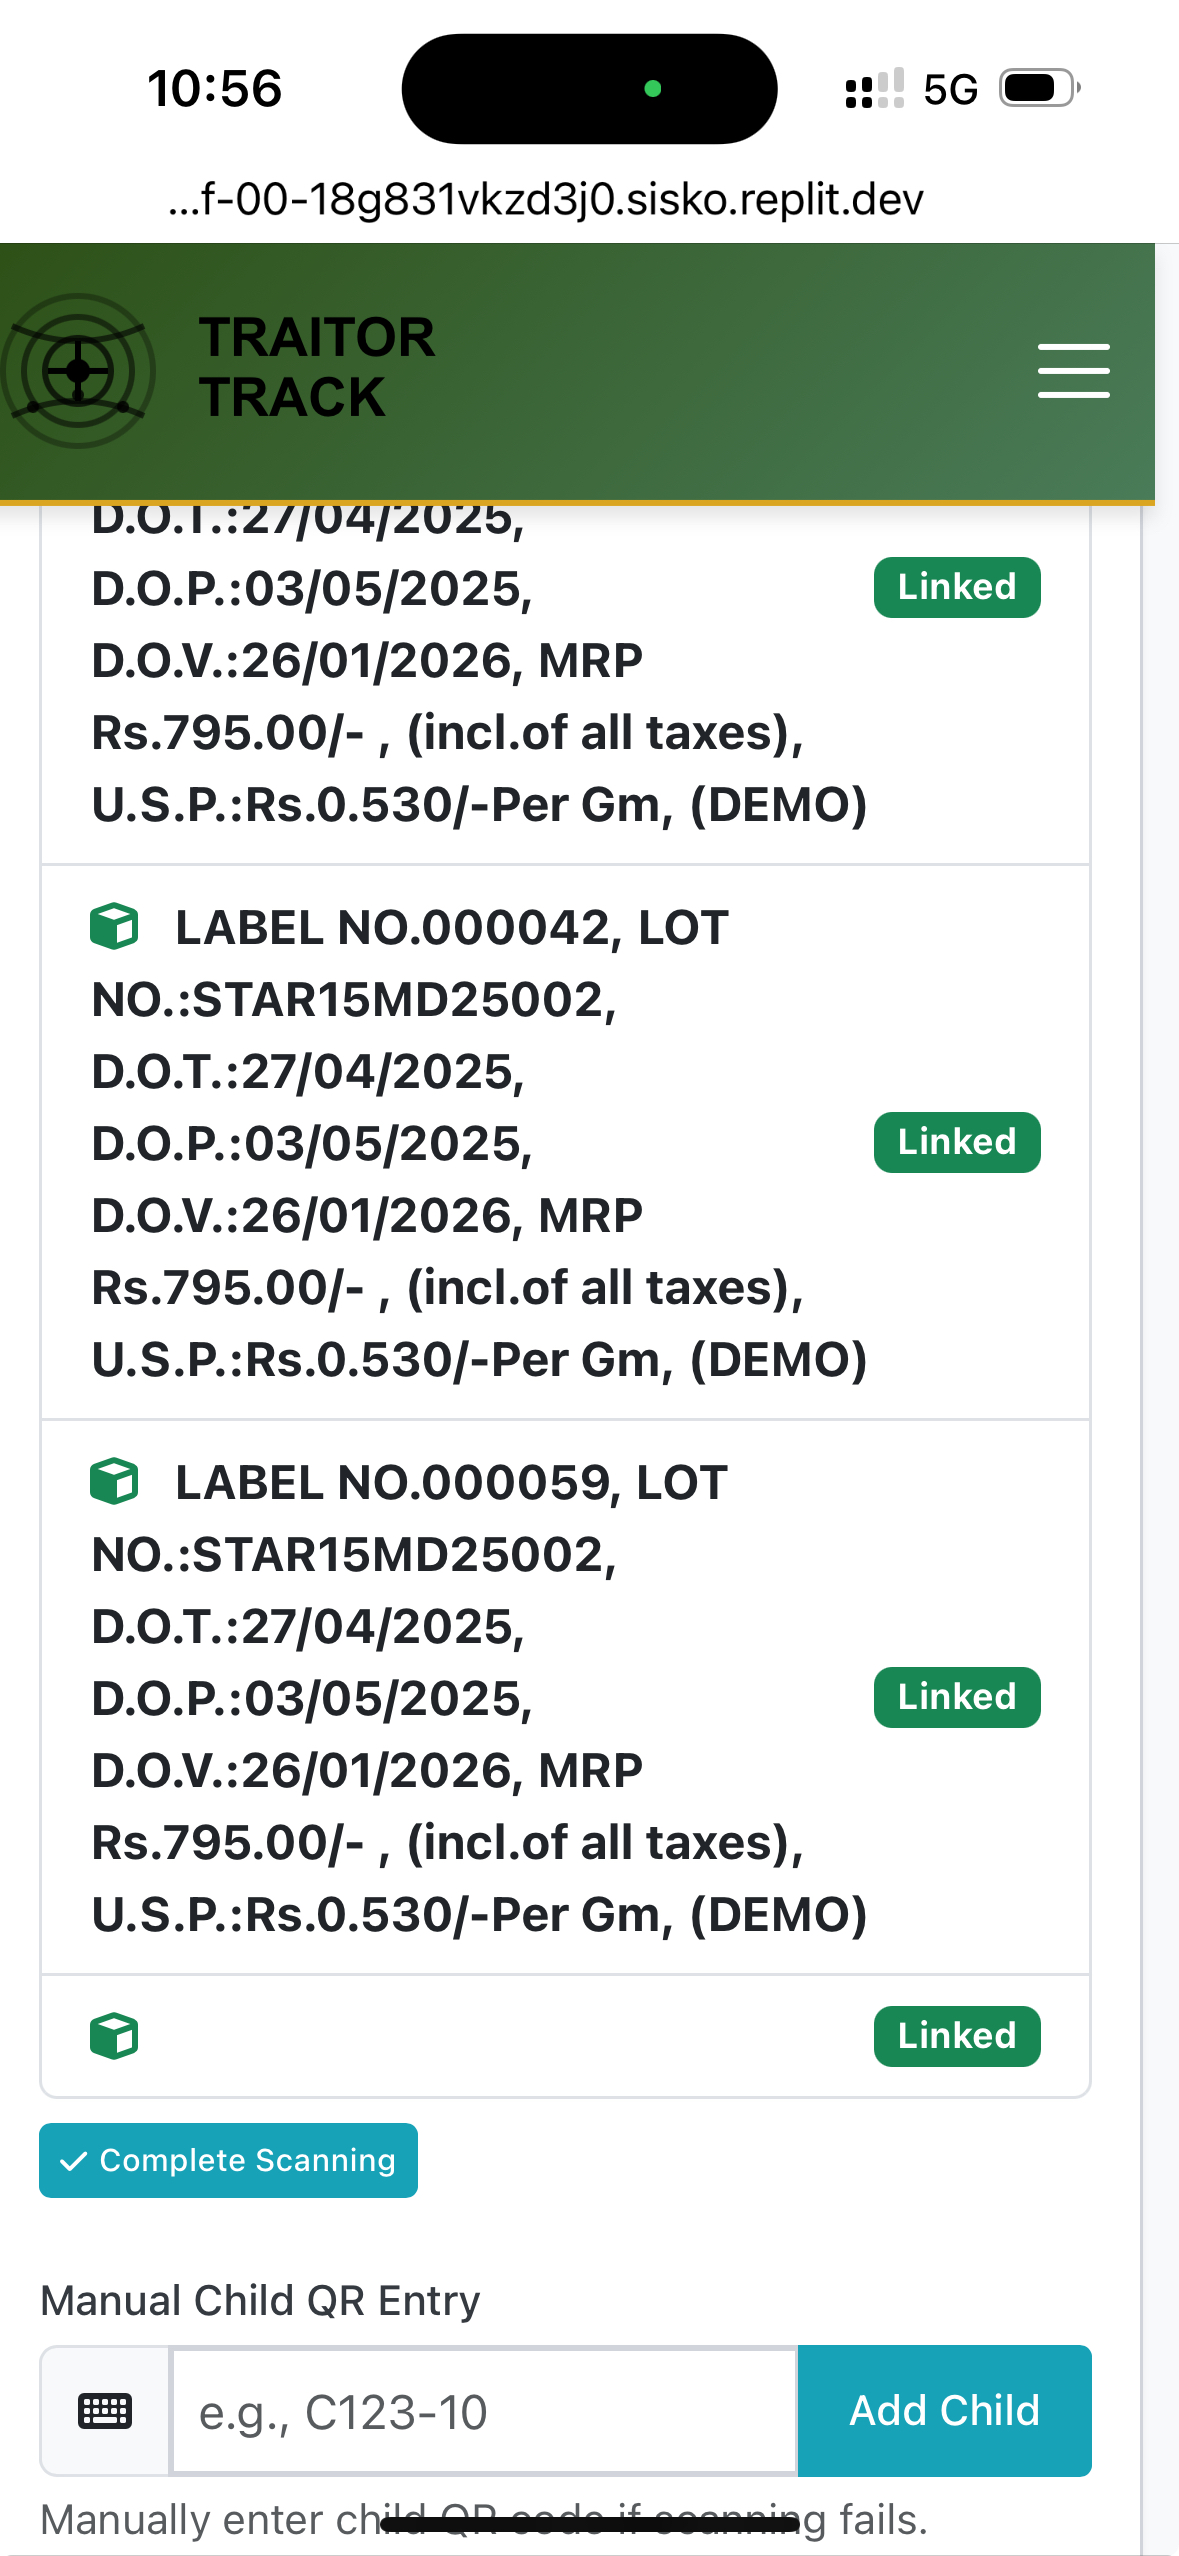 10:56
5G
...f-00-18g831vkzd3j0.sisko.replit.dev
TRAITOR
TRACK
D.O.T.:27/04/2025,
D.O.P.:03/05/2025,
Linked
D.O.V.:26/01/2026, MRP
Rs.795.00/- , (incl.of all taxes),
U.S.P.:Rs.0.530/-Per Gm, (DEMO)
LABEL NO.000042, LOT
NO.:STAR15MD25002,
D.O.T.:27/04/2025,
D.O.P.:03/05/2025,
Linked
D.O.V.:26/01/2026, MRP
Rs.795.00/- , (incl.of all taxes),
U.S.P.:Rs.0.530/-Per Gm, (DEMO)
LABEL NO.000059, LOT
NO.:STAR15MD25002,
D.O.T.:27/04/2025,
D.O.P.:03/05/2025,
Linked
D.O.V.:26/01/2026, MRP
Rs.795.00/- , (incl.of all taxes),
U.S.P.:Rs.0.530/-Per Gm, (DEMO)
Linked
Complete Scanning
Manual Child QR Entry
e.g., C123-10
Add Child
Manually enter child QR code if scanning fails.